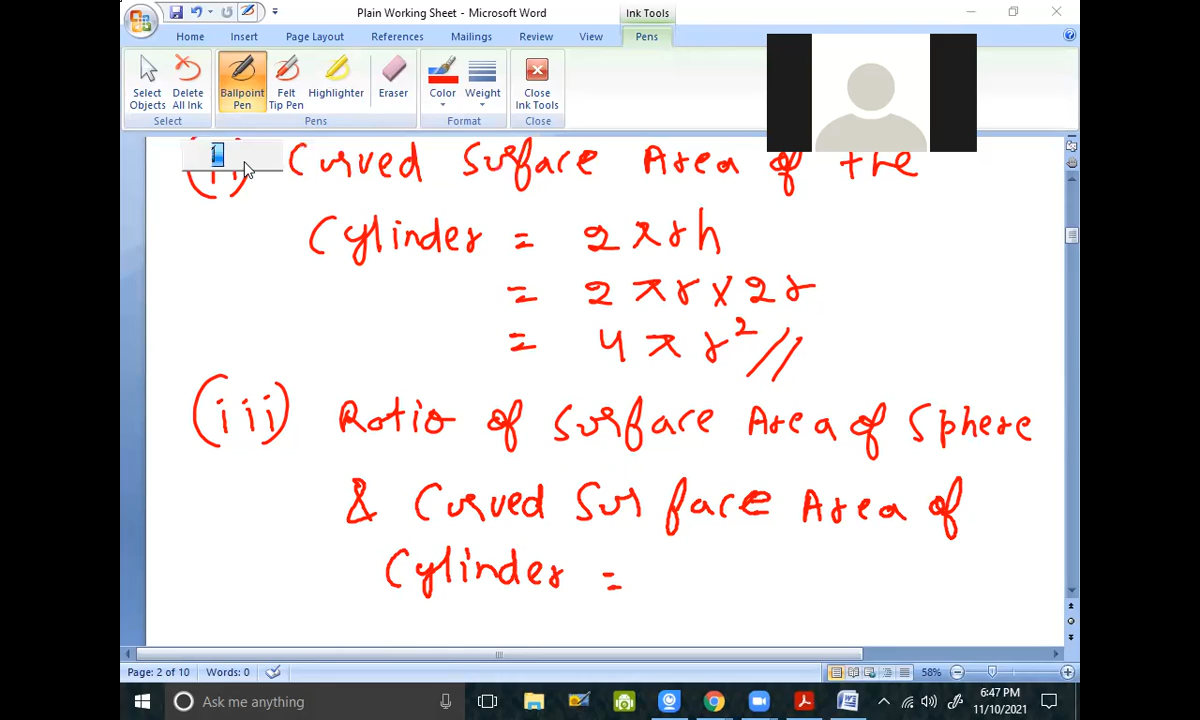 Plain Working Sheet - Microsoft Word
Ink Tools
Home Insert Page Layout References Mailings Review View Pens
Select Objects
Delete All Ink
Ballpoint Pen
Felt Tip Pen
Highlighter
Eraser
Color
Weight
Close Ink Tools
Select Pens Format Close
(ii) Curved Surface Area of the
Cylinder = 2πrh
= 2πr×2r
= 4πr² //
(iii) Ratio of Surface Area of Sphere
& Curved Surface Area of
Cylinder =
Page: 2 of 10 Words: 0 58%
Ask me anything
6:47 PM
11/10/2021